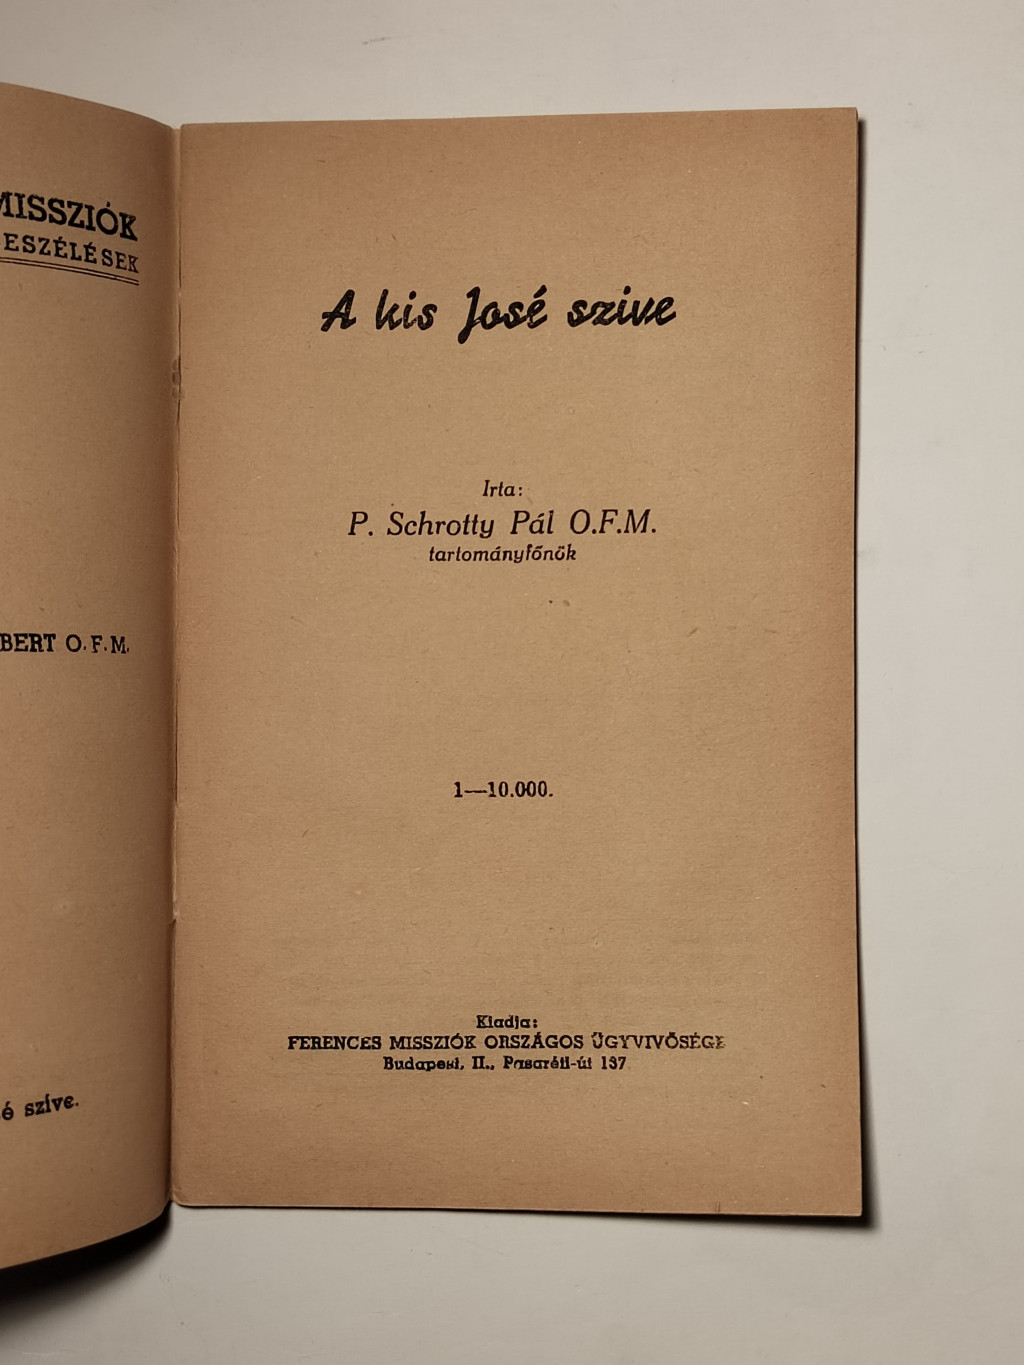 MISSZIÓK
ESZÉLÉSEK
BERT O.F.M.
é szíve.
A kis José szive
Irta:
P. Schrotty Pál O.F.M.
tartományfőnök
1—10.000.
Kiadja:
FERENCES MISSZIÓK ORSZÁGOS ÜGYVIVŐSÉGE
Budapest, II., Pasaréti-út 137